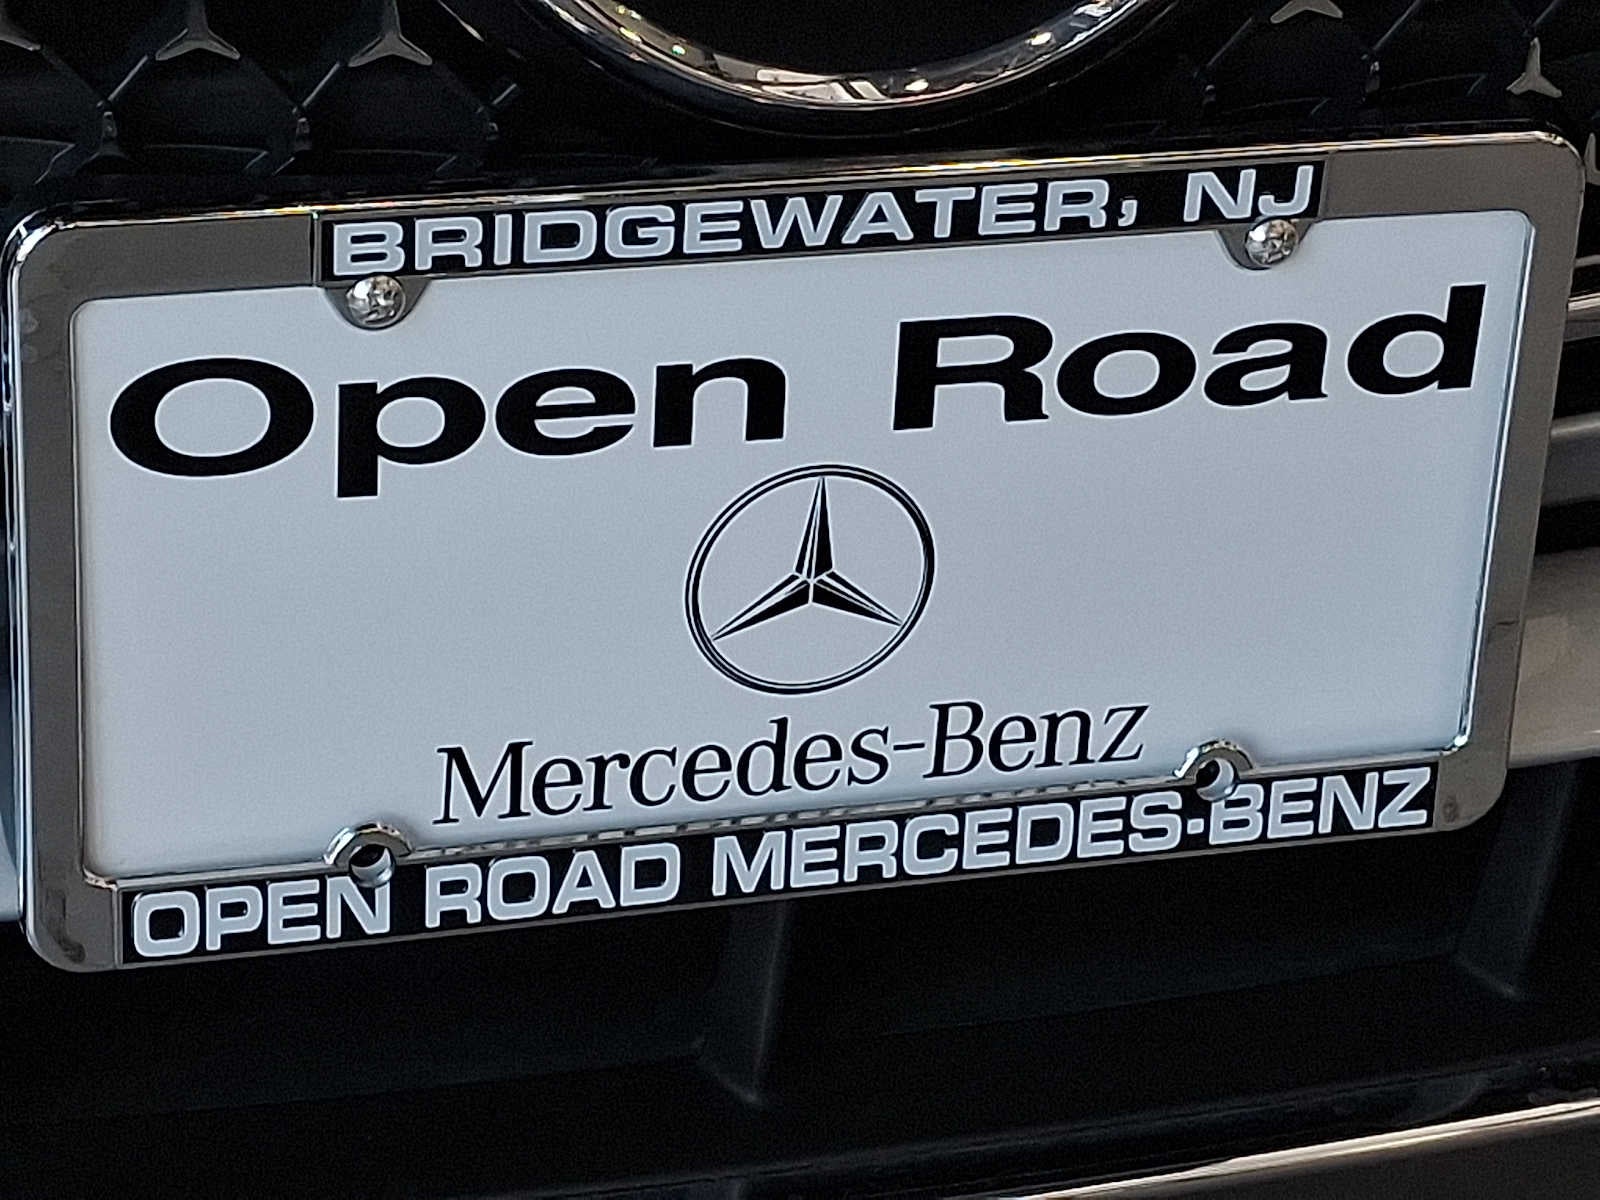 BRIDGEWATER, NJ
Open Road
Mercedes-Benz
OPEN ROAD MERCEDES-BENZ